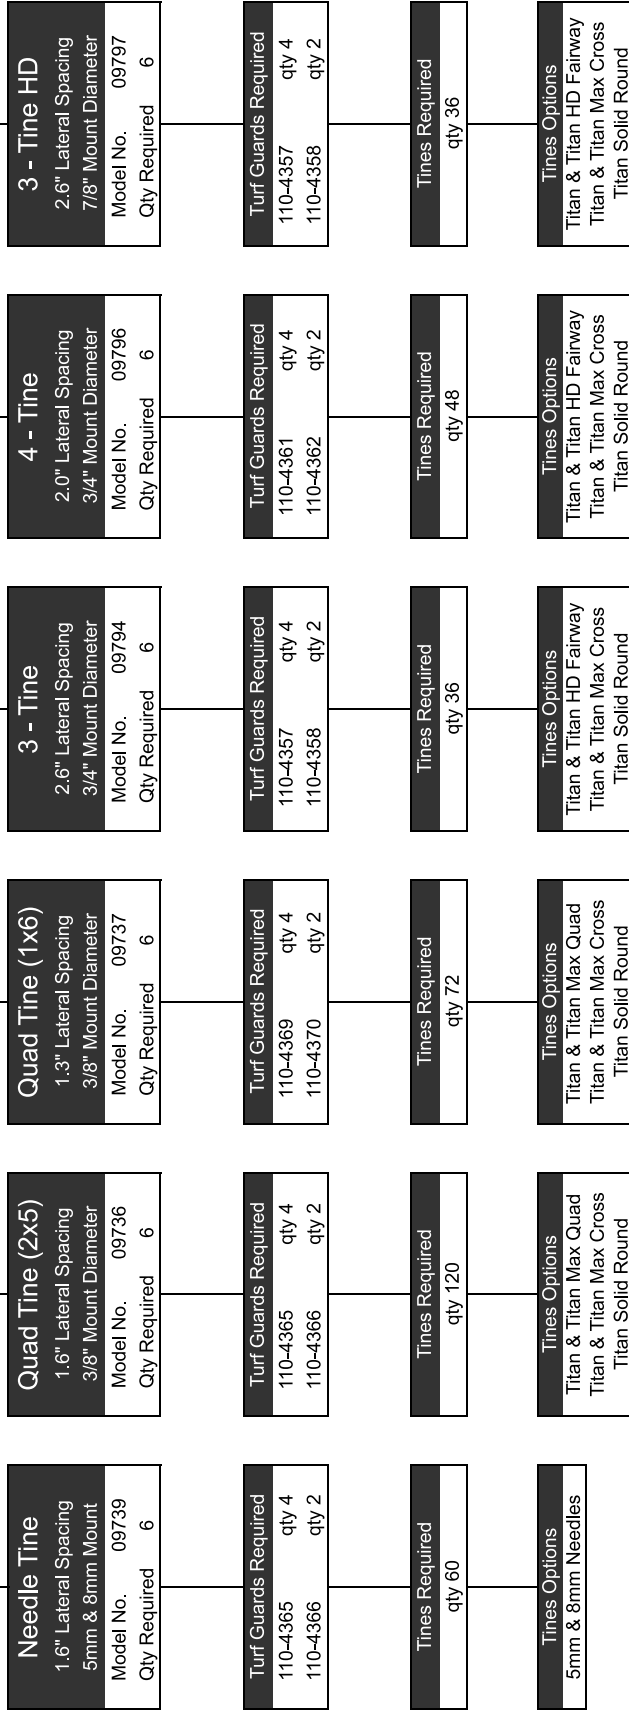 Needle Tine
1.6" Lateral Spacing
5mm & 8mm Mount
Model No. 09739
Qty Required 6
Turf Guards Required
110-4365 qty 4
110-4366 qty 2
Tines Required
qty 60
Tines Options
5mm & 8mm Needles
Quad Tine (2x5)
1.6" Lateral Spacing
3/8" Mount Diameter
Model No. 09736
Qty Required 6
Turf Guards Required
110-4365 qty 4
110-4366 qty 2
Tines Required
qty 120
Tines Options
Titan & Titan Max Quad
Titan & Titan Max Cross
Titan Solid Round
Quad Tine (1x6)
1.3" Lateral Spacing
3/8" Mount Diameter
Model No. 09737
Qty Required 6
Turf Guards Required
110-4369 qty 4
110-4370 qty 2
Tines Required
qty 72
Tines Options
Titan & Titan Max Quad
Titan & Titan Max Cross
Titan Solid Round
3 - Tine
2.6" Lateral Spacing
3/4" Mount Diameter
Model No. 09794
Qty Required 6
Turf Guards Required
110-4357 qty 4
110-4358 qty 2
Tines Required
qty 36
Tines Options
Titan & Titan HD Fairway
Titan & Titan Max Cross
Titan Solid Round
4 - Tine
2.0" Lateral Spacing
3/4" Mount Diameter
Model No. 09796
Qty Required 6
Turf Guards Required
110-4361 qty 4
110-4362 qty 2
Tines Required
qty 48
Tines Options
Titan & Titan HD Fairway
Titan & Titan Max Cross
Titan Solid Round
3 - Tine HD
2.6" Lateral Spacing
7/8" Mount Diameter
Model No. 09797
Qty Required 6
Turf Guards Required
110-4357 qty 4
110-4358 qty 2
Tines Required
qty 36
Tines Options
Titan & Titan HD Fairway
Titan & Titan Max Cross
Titan Solid Round